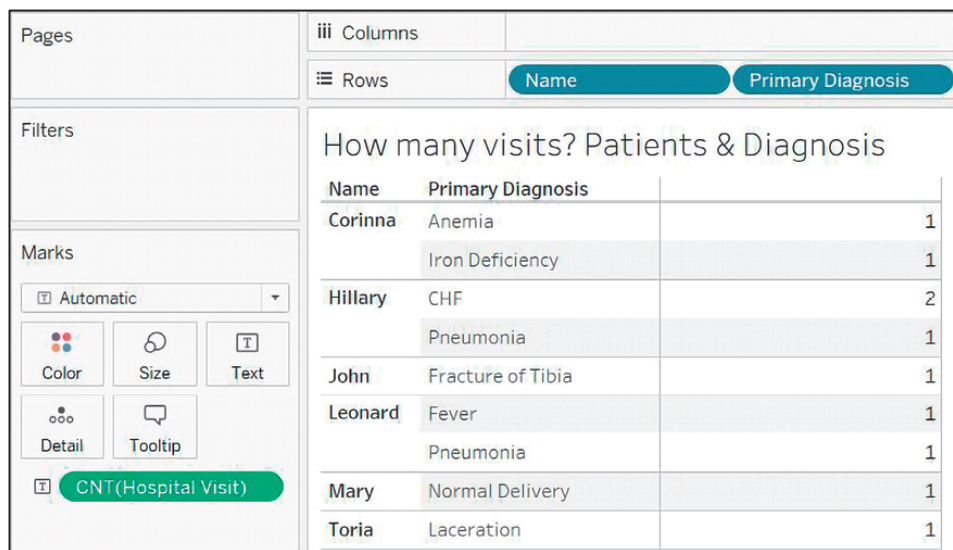 Pages
Columns
Rows Name Primary Diagnosis
Filters
How many visits? Patients & Diagnosis
Name Primary Diagnosis
Corinna Anemia 1
Iron Deficiency 1
Hillary CHF 2
Pneumonia 1
John Fracture of Tibia 1
Leonard Fever 1
Pneumonia 1
Mary Normal Delivery 1
Toria Laceration 1
Marks
T Automatic
Color Size T Text
Detail Tooltip
T CNT(Hospital Visit)